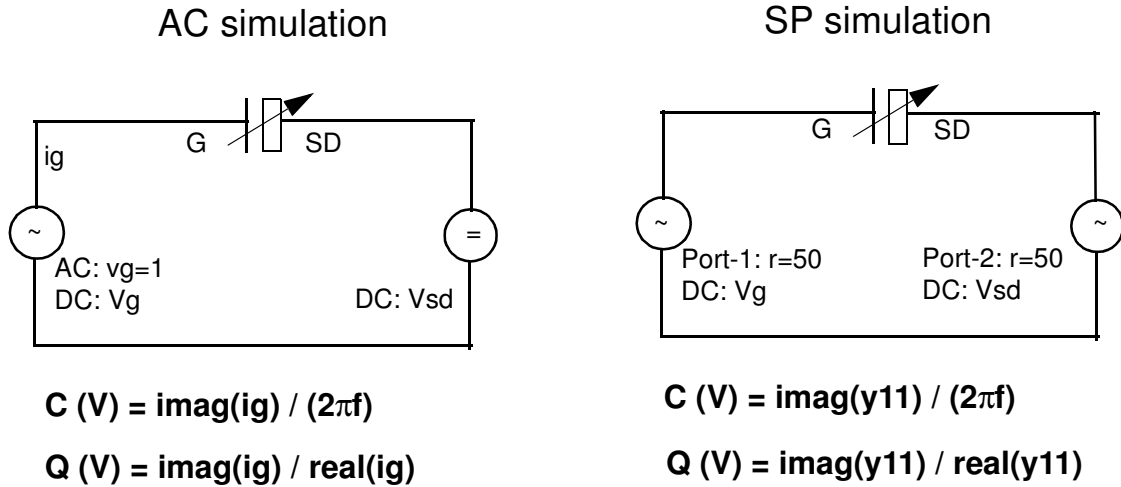 AC simulation
G
SD
ig
~
=
AC: vg=1
DC: Vg
DC: Vsd
C (V) = imag(ig) / (2πf)
Q (V) = imag(ig) / real(ig)
SP simulation
G
SD
~
~
Port-1: r=50
DC: Vg
Port-2: r=50
DC: Vsd
C (V) = imag(y11) / (2πf)
Q (V) = imag(y11) / real(y11)